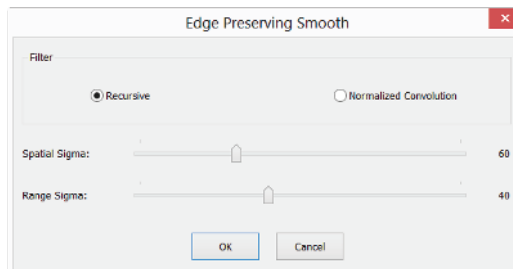 Edge Preserving Smooth
Filter
Recursive
Normalized Convolution
Spatial Sigma:
60
Range Sigma:
40
OK
Cancel